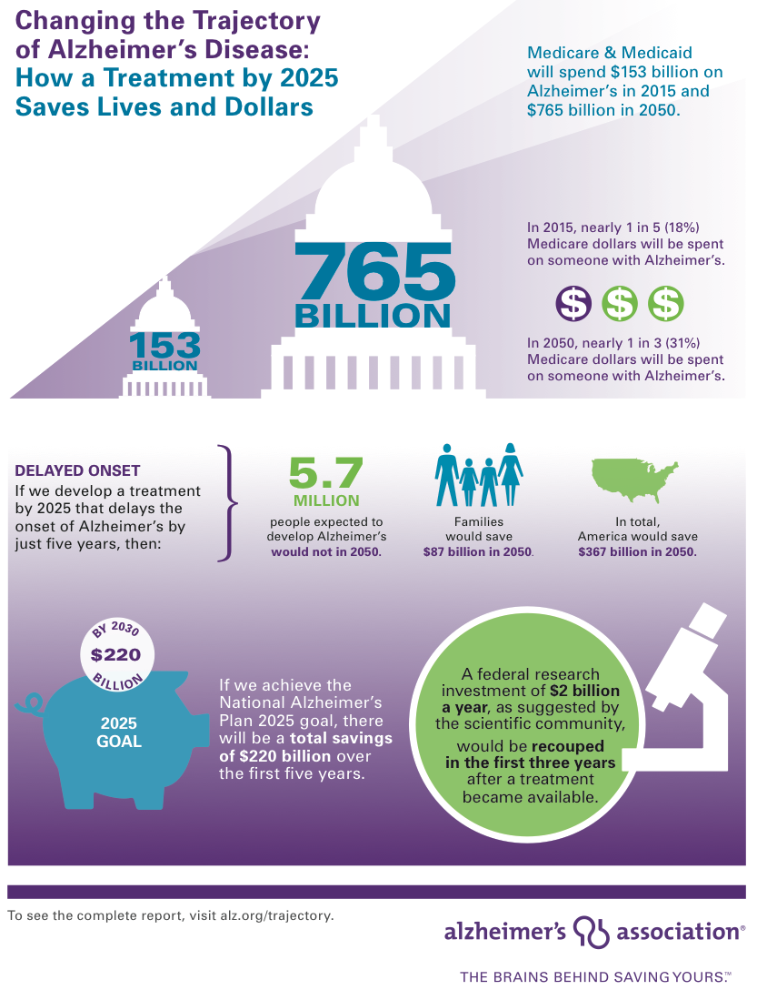 Changing the Trajectory
of Alzheimer's Disease:
How a Treatment by 2025
Saves Lives and Dollars
Medicare & Medicaid
will spend $153 billion on
Alzheimer's in 2015 and
$765 billion in 2050.
765
BILLION
153
BILLION
In 2015, nearly 1 in 5 (18%)
Medicare dollars will be spent
on someone with Alzheimer's.
$ $ $
In 2050, nearly 1 in 3 (31%)
Medicare dollars will be spent
on someone with Alzheimer's.
DELAYED ONSET
If we develop a treatment
by 2025 that delays the
onset of Alzheimer's by
just five years, then:
5.7
MILLION
people expected to
develop Alzheimer's
would not in 2050.
Families
would save
$87 billion in 2050.
In total,
America would save
$367 billion in 2050.
BY 2030
$220
BILLION
2025
GOAL
If we achieve the
National Alzheimer's
Plan 2025 goal, there
will be a total savings
of $220 billion over
the first five years.
A federal research
investment of $2 billion
a year, as suggested by
the scientific community,
would be recouped
in the first three years
after a treatment
became available.
To see the complete report, visit alz.org/trajectory.
alzheimer's association®
THE BRAINS BEHIND SAVING YOURS.™